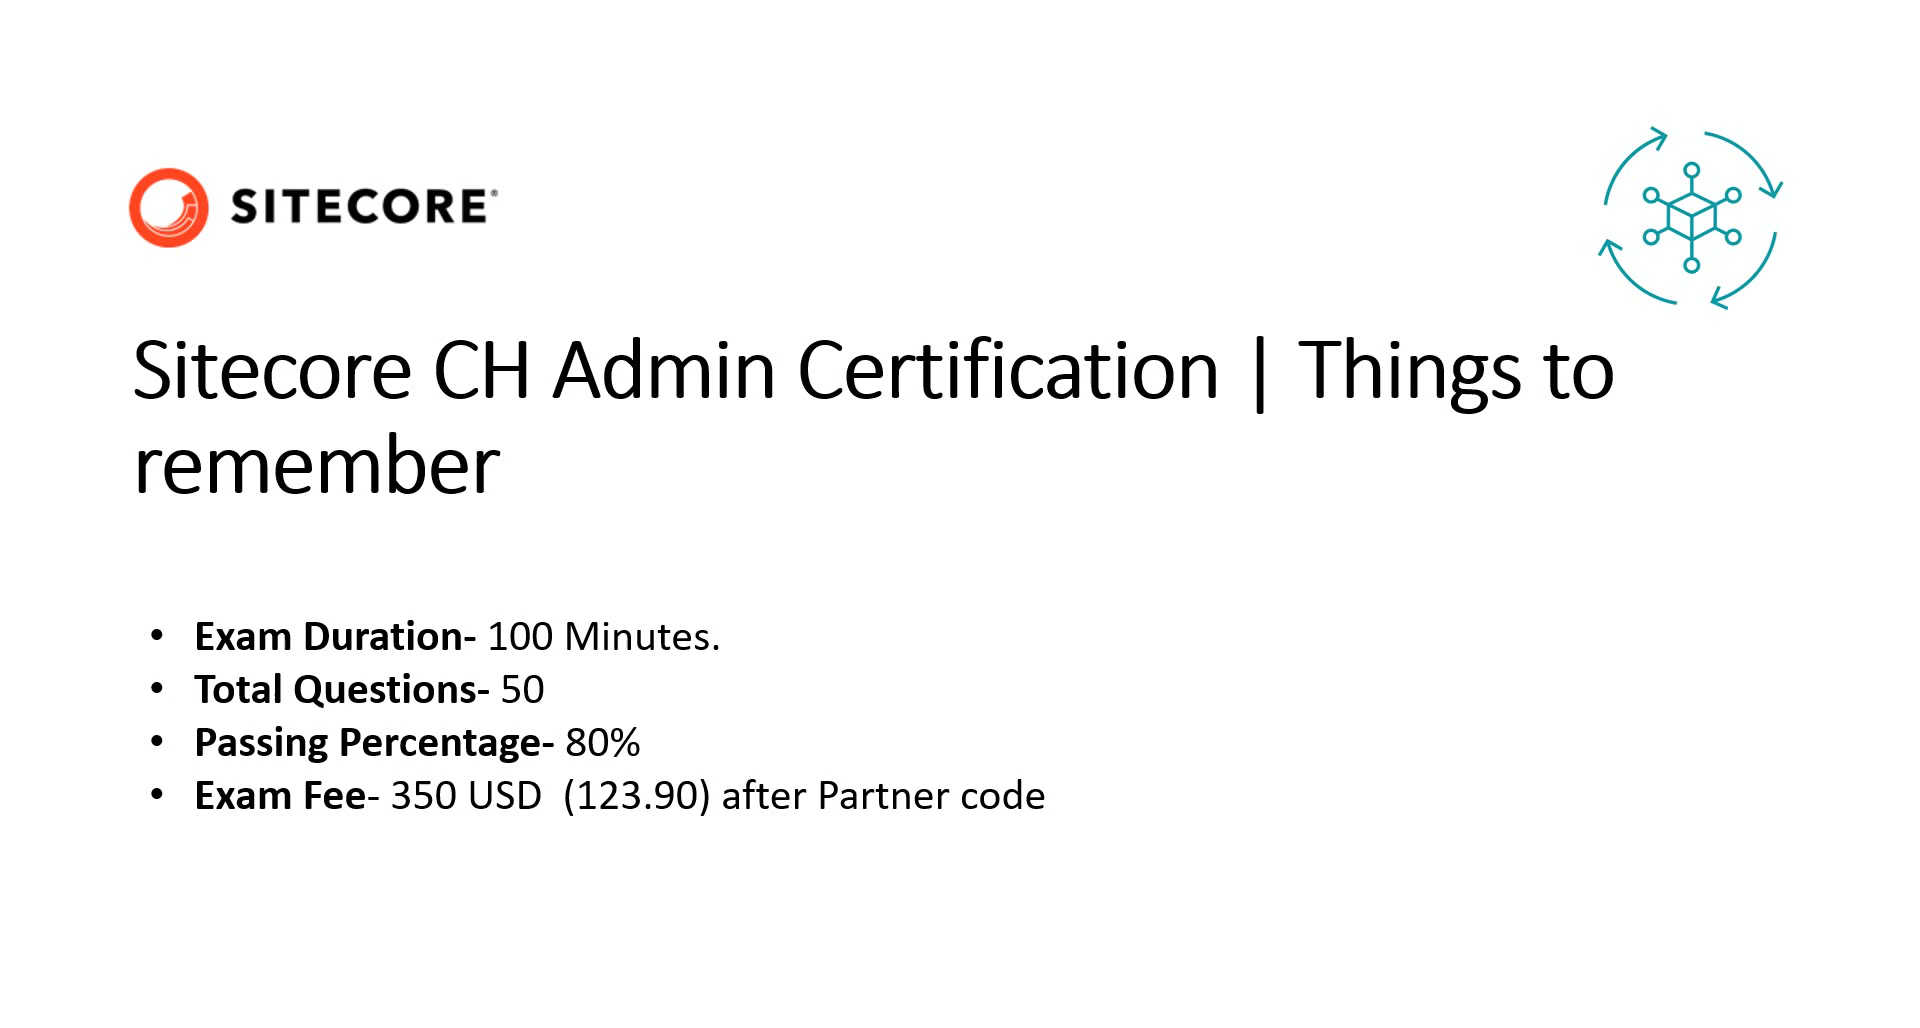 SITECORE®
Sitecore CH Admin Certification | Things to
remember
• Exam Duration- 100 Minutes.
• Total Questions- 50
• Passing Percentage- 80%
• Exam Fee- 350 USD  (123.90) after Partner code